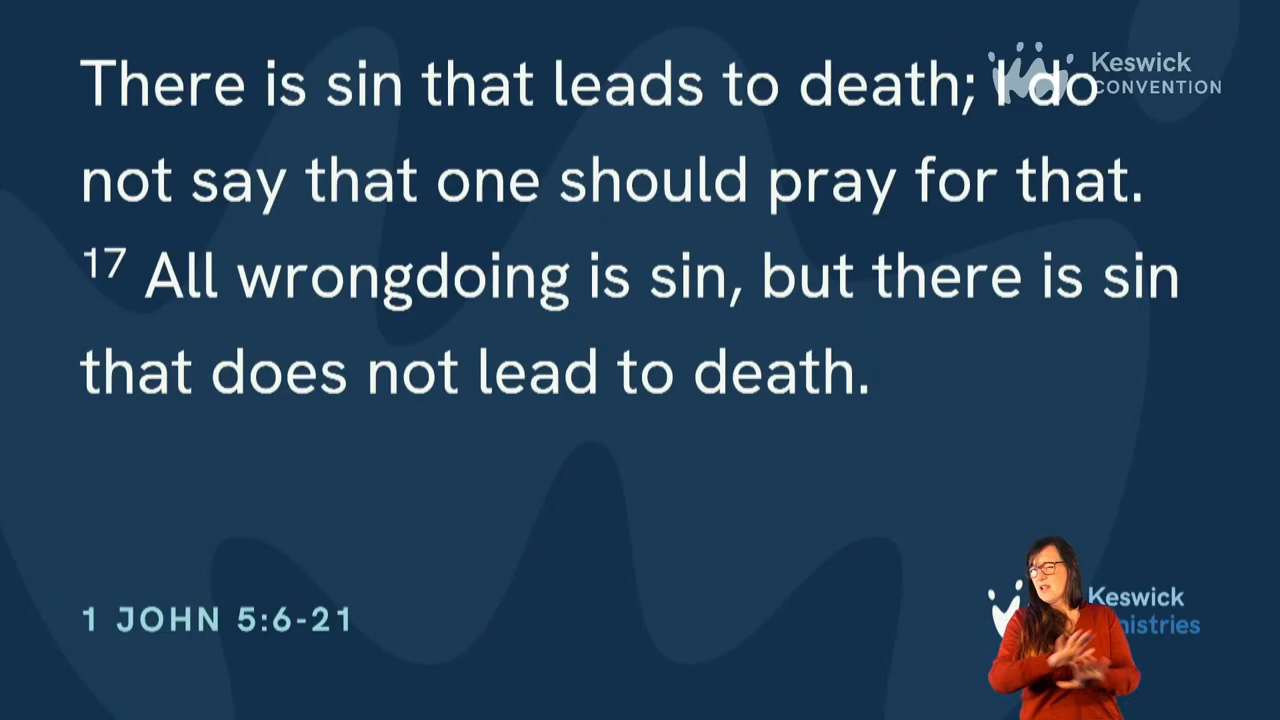 There is sin that leads to death; I do
Keswick
CONVENTION
not say that one should pray for that.
17 All wrongdoing is sin, but there is sin
that does not lead to death.
1 JOHN 5:6-21
Keswick